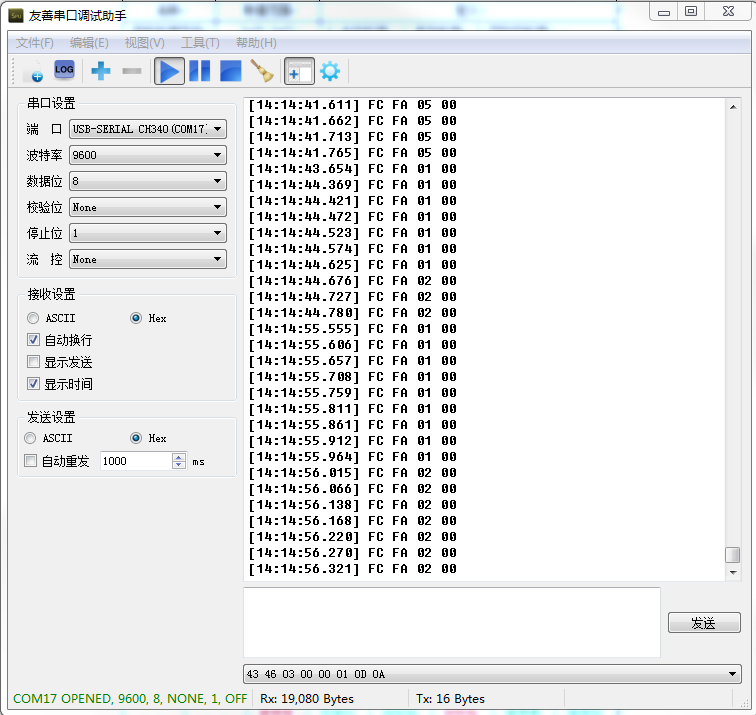 友善串口调试助手
文件(F) 编辑(E) 视图(V) 工具(T) 帮助(H)
LOG
串口设置
端 口 USB-SERIAL CH340(COM17)
波特率 9600
数据位 8
校验位 None
停止位 1
流 控 None
接收设置
ASCII Hex
自动换行
显示发送
显示时间
发送设置
ASCII Hex
自动重发 1000 ms
[14:14:41.611] FC FA 05 00
[14:14:41.662] FC FA 05 00
[14:14:41.713] FC FA 05 00
[14:14:41.765] FC FA 05 00
[14:14:43.654] FC FA 01 00
[14:14:44.369] FC FA 01 00
[14:14:44.421] FC FA 01 00
[14:14:44.472] FC FA 01 00
[14:14:44.523] FC FA 01 00
[14:14:44.574] FC FA 01 00
[14:14:44.625] FC FA 01 00
[14:14:44.676] FC FA 02 00
[14:14:44.727] FC FA 02 00
[14:14:44.780] FC FA 02 00
[14:14:55.555] FC FA 01 00
[14:14:55.606] FC FA 01 00
[14:14:55.657] FC FA 01 00
[14:14:55.708] FC FA 01 00
[14:14:55.759] FC FA 01 00
[14:14:55.811] FC FA 01 00
[14:14:55.861] FC FA 01 00
[14:14:55.912] FC FA 01 00
[14:14:55.964] FC FA 01 00
[14:14:56.015] FC FA 02 00
[14:14:56.066] FC FA 02 00
[14:14:56.138] FC FA 02 00
[14:14:56.168] FC FA 02 00
[14:14:56.220] FC FA 02 00
[14:14:56.270] FC FA 02 00
[14:14:56.321] FC FA 02 00
发送
43 46 03 00 00 01 0D 0A
COM17 OPENED, 9600, 8, NONE, 1, OFF Rx: 19,080 Bytes Tx: 16 Bytes